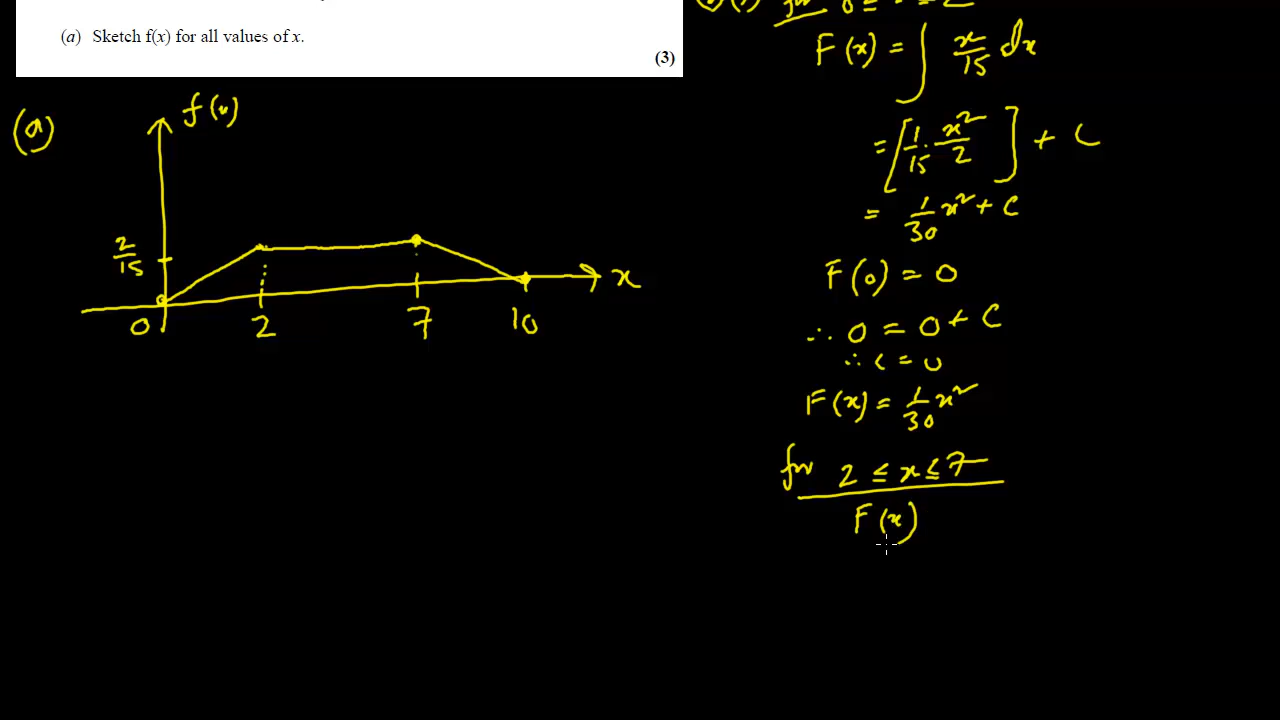 (a) Sketch f(x) for all values of x.
(3)
(a)
f(x)
2/15
0 2 7 10 x
F(x) = ∫ x/15 dx
= [1/15 · x²/2] + C
= 1/30 x² + C
F(0) = 0
∴ 0 = 0 + C
∴ C = 0
F(x) = 1/30 x²
for 2 ≤ x ≤ 7
F(x)